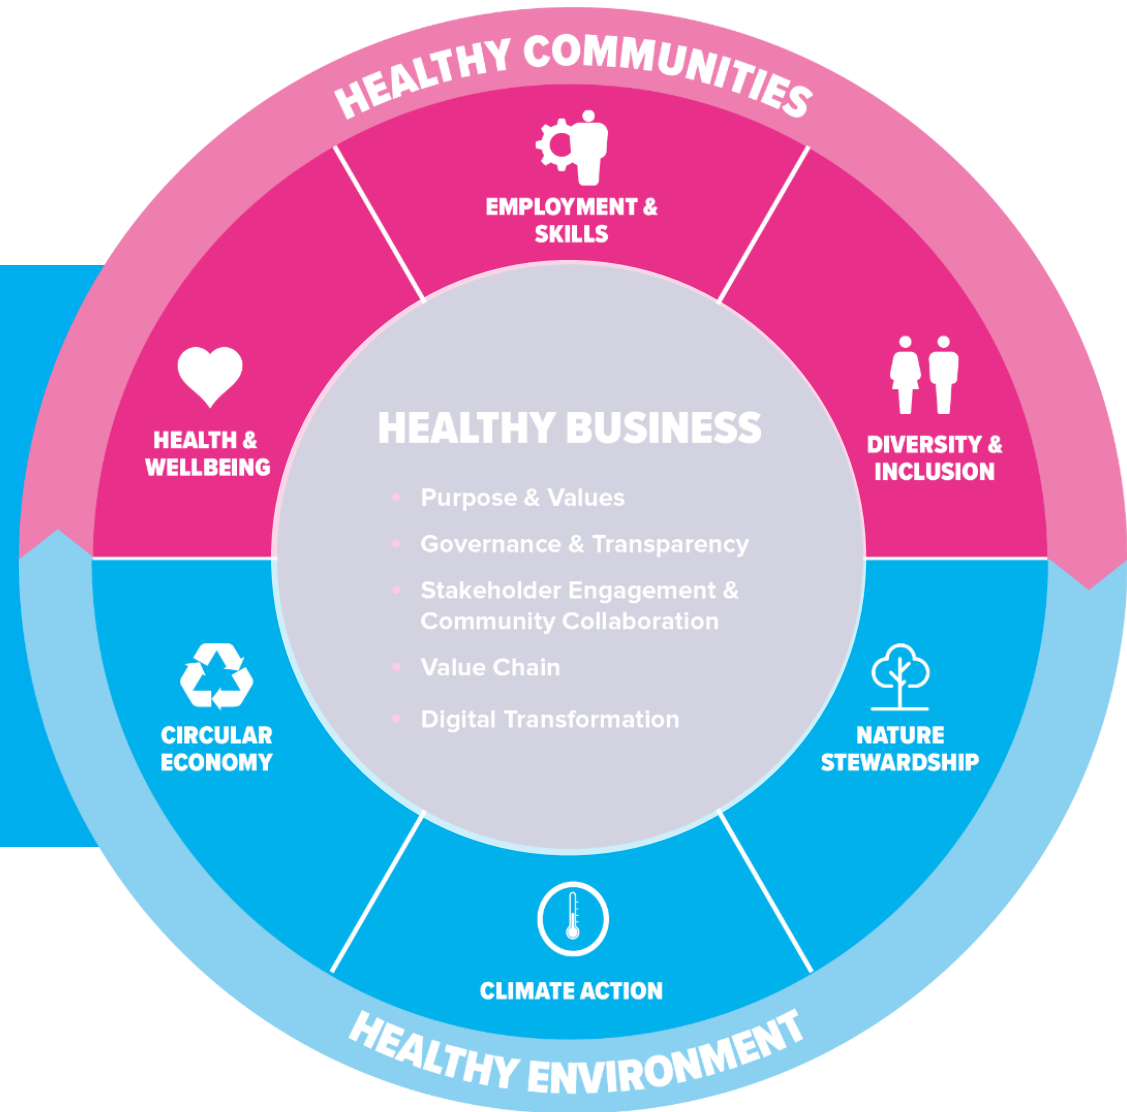 HEALTHY COMMUNITIES
EMPLOYMENT &
SKILLS
HEALTH &
WELLBEING
DIVERSITY &
INCLUSION
HEALTHY BUSINESS
• Purpose & Values
• Governance & Transparency
• Stakeholder Engagement &
Community Collaboration
• Value Chain
• Digital Transformation
CIRCULAR
ECONOMY
NATURE
STEWARDSHIP
CLIMATE ACTION
HEALTHY ENVIRONMENT